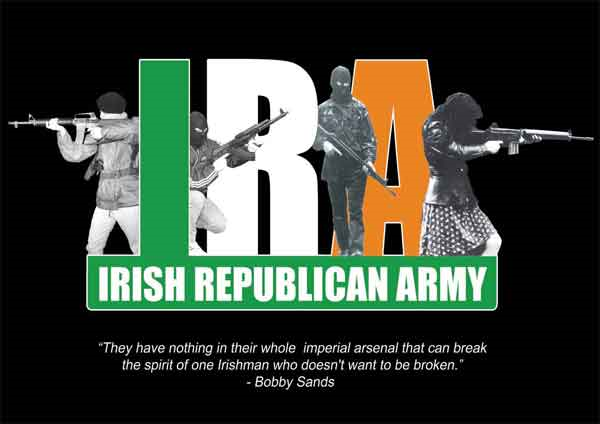 IRA
IRISH REPUBLICAN ARMY
“They have nothing in their whole imperial arsenal that can break
the spirit of one Irishman who doesn't want to be broken.”
- Bobby Sands